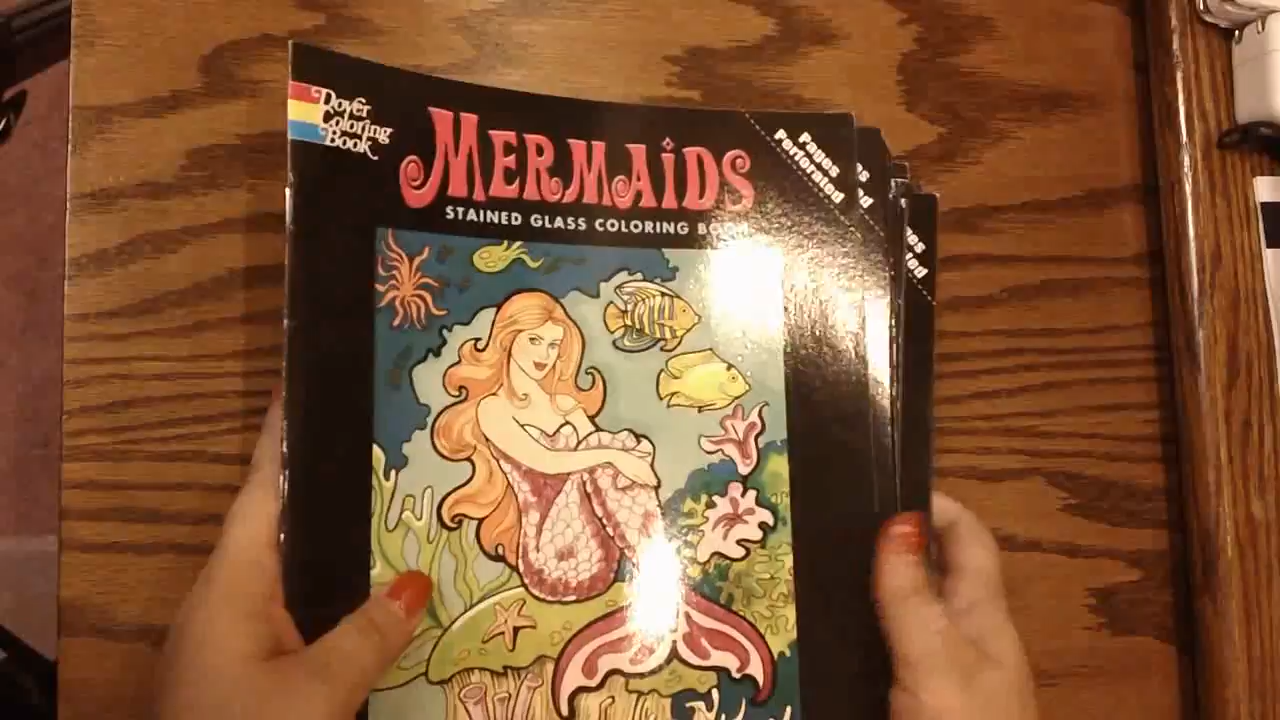 Dover
Coloring
Book
MERMAiDS
STAINED GLASS COLORING BOOK
Pages
Perforated